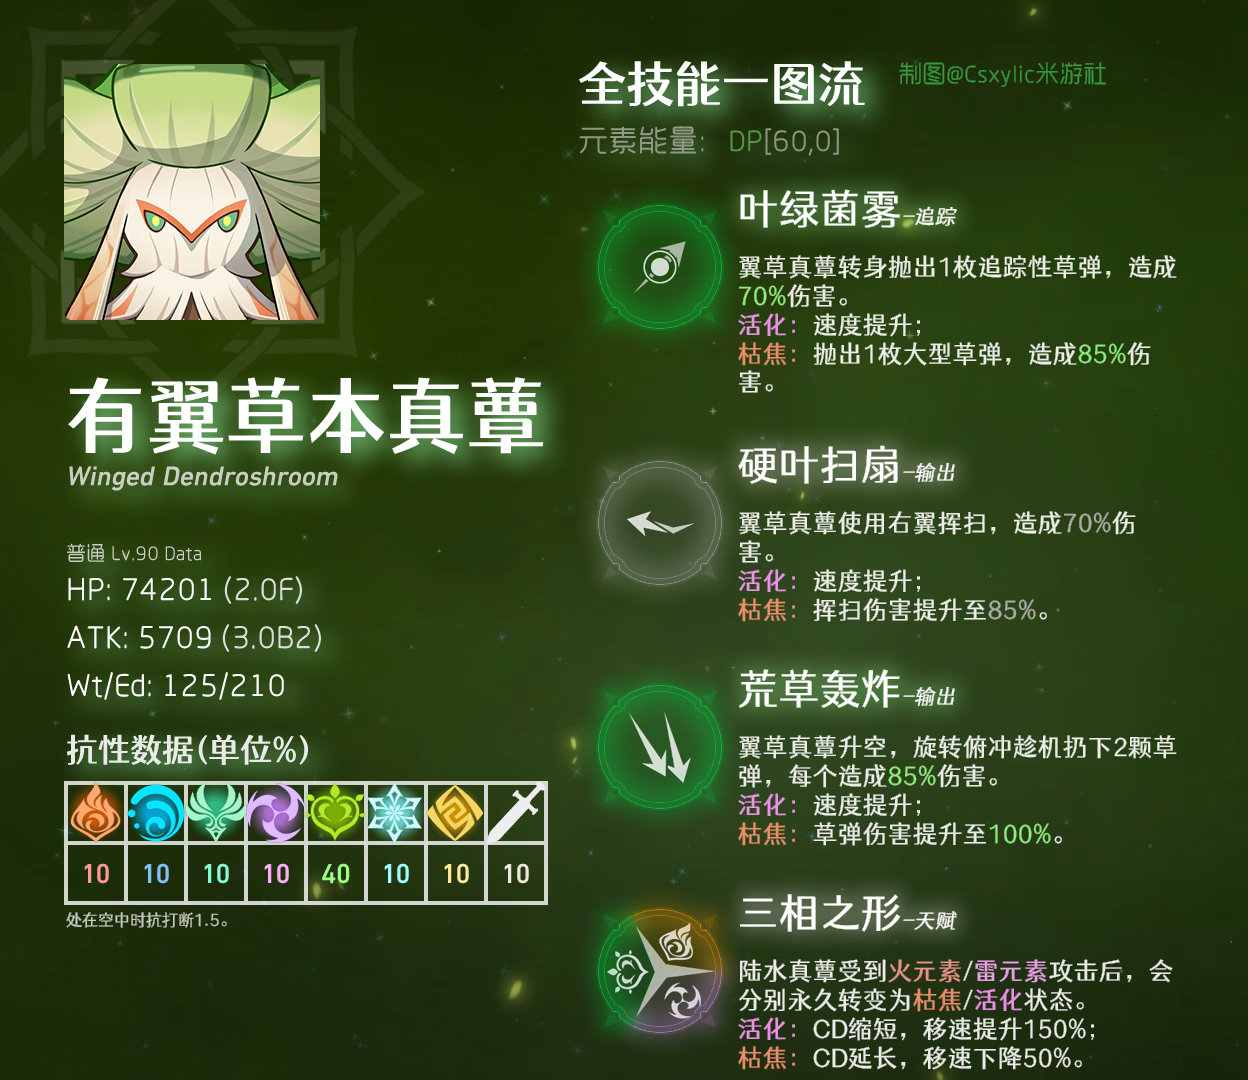 全技能一图流
制图@Csxylic米游社
元素能量： DP[60,0]
叶绿菌雾-追踪
翼草真蕈转身抛出1枚追踪性草弹，造成
70%伤害。
活化：速度提升；
枯焦：抛出1枚大型草弹，造成85%伤
害。
有翼草本真蕈
Winged Dendroshroom
硬叶扫扇-输出
翼草真蕈使用右翼挥扫，造成70%伤
害。
活化：速度提升；
枯焦：挥扫伤害提升至85%。
普通 Lv.90 Data
HP: 74201 (2.0F)
ATK: 5709 (3.0B2)
Wt/Ed: 125/210
荒草轰炸-输出
翼草真蕈升空，旋转俯冲趁机扔下2颗草
弹，每个造成85%伤害。
活化：速度提升；
枯焦：草弹伤害提升至100%。
抗性数据(单位%)
10 10 10 10 40 10 10 10
处在空中时抗打断1.5。
三相之形-天赋
陆水真蕈受到火元素/雷元素攻击后，会
分别永久转变为枯焦/活化状态。
活化：CD缩短，移速提升150%；
枯焦：CD延长，移速下降50%。